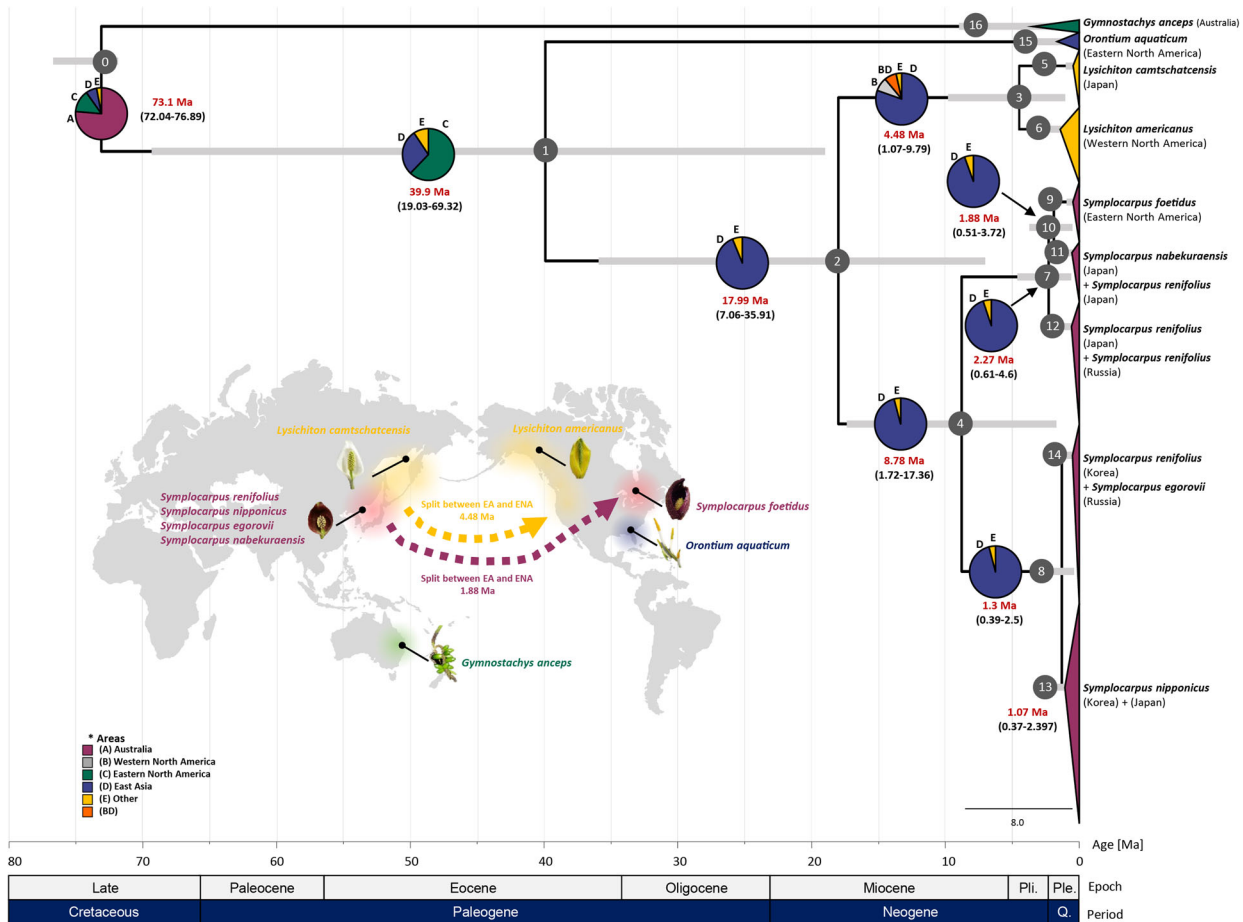 16
Gymnostachys anceps (Australia)
15
Orontium aquaticum
(Eastern North America)
0
D E
C
A
73.1 Ma
(72.04-76.89)
E C
D
39.9 Ma
(19.03-69.32)
1
BD E D
B
4.48 Ma
(1.07-9.79)
5
3
6
Lysichiton camtschatcensis
(Japan)
Lysichiton americanus
(Western North America)
D E
1.88 Ma
(0.51-3.72)
9
10
11
Symplocarpus foetidus
(Eastern North America)
D E
17.99 Ma
(7.06-35.91)
2
7
Symplocarpus nabekuraensis
(Japan)
+ Symplocarpus renifolius
(Japan)
D E
2.27 Ma
(0.61-4.6)
12
Symplocarpus renifolius
(Japan)
+ Symplocarpus renifolius
(Russia)
D E
8.78 Ma
(1.72-17.36)
4
14
Symplocarpus renifolius
(Korea)
+ Symplocarpus egorovii
(Russia)
D E
1.3 Ma
(0.39-2.5)
8
13
1.07 Ma
(0.37-2.397)
Symplocarpus nipponicus
(Korea) + (Japan)
Lysichiton camtschatcensis
Lysichiton americanus
Symplocarpus renifolius
Symplocarpus nipponicus
Symplocarpus egorovii
Symplocarpus nabekuraensis
Split between EA and ENA
4.48 Ma
Symplocarpus foetidus
Orontium aquaticum
Split between EA and ENA
1.88 Ma
Gymnostachys anceps
* Areas
(A) Australia
(B) Western North America
(C) Eastern North America
(D) East Asia
(E) Other
(BD)
8.0
80 70 60 50 40 30 20 10 0 Age [Ma]
Late Paleocene Eocene Oligocene Miocene Pli. Ple. Epoch
Cretaceous Paleogene Neogene Q. Period